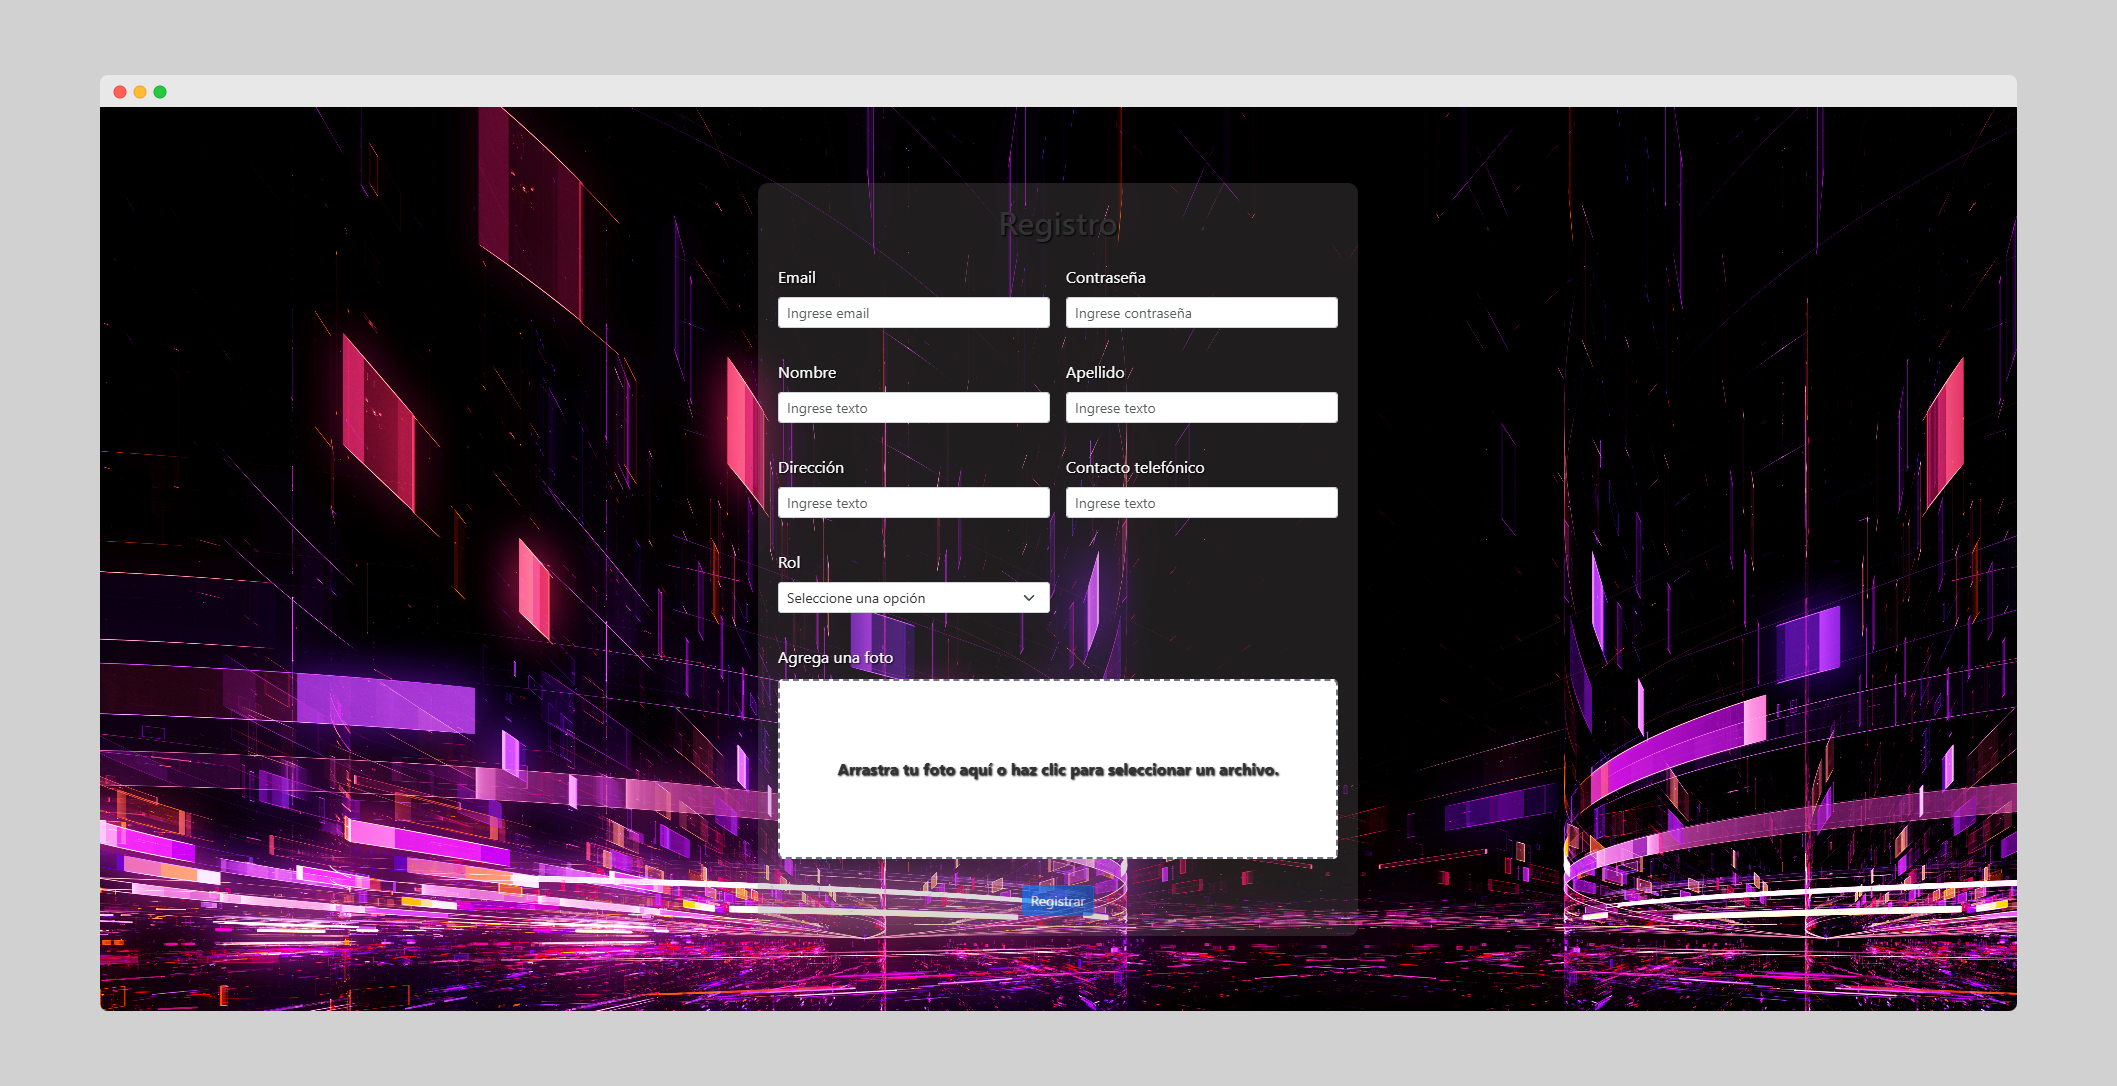 Registro
Email
Contraseña
Ingrese email
Ingrese contraseña
Nombre
Apellido
Ingrese texto
Ingrese texto
Dirección
Contacto telefónico
Ingrese texto
Ingrese texto
Rol
Seleccione una opción
Agrega una foto
Arrastra tu foto aquí o haz clic para seleccionar un archivo.
Registrar